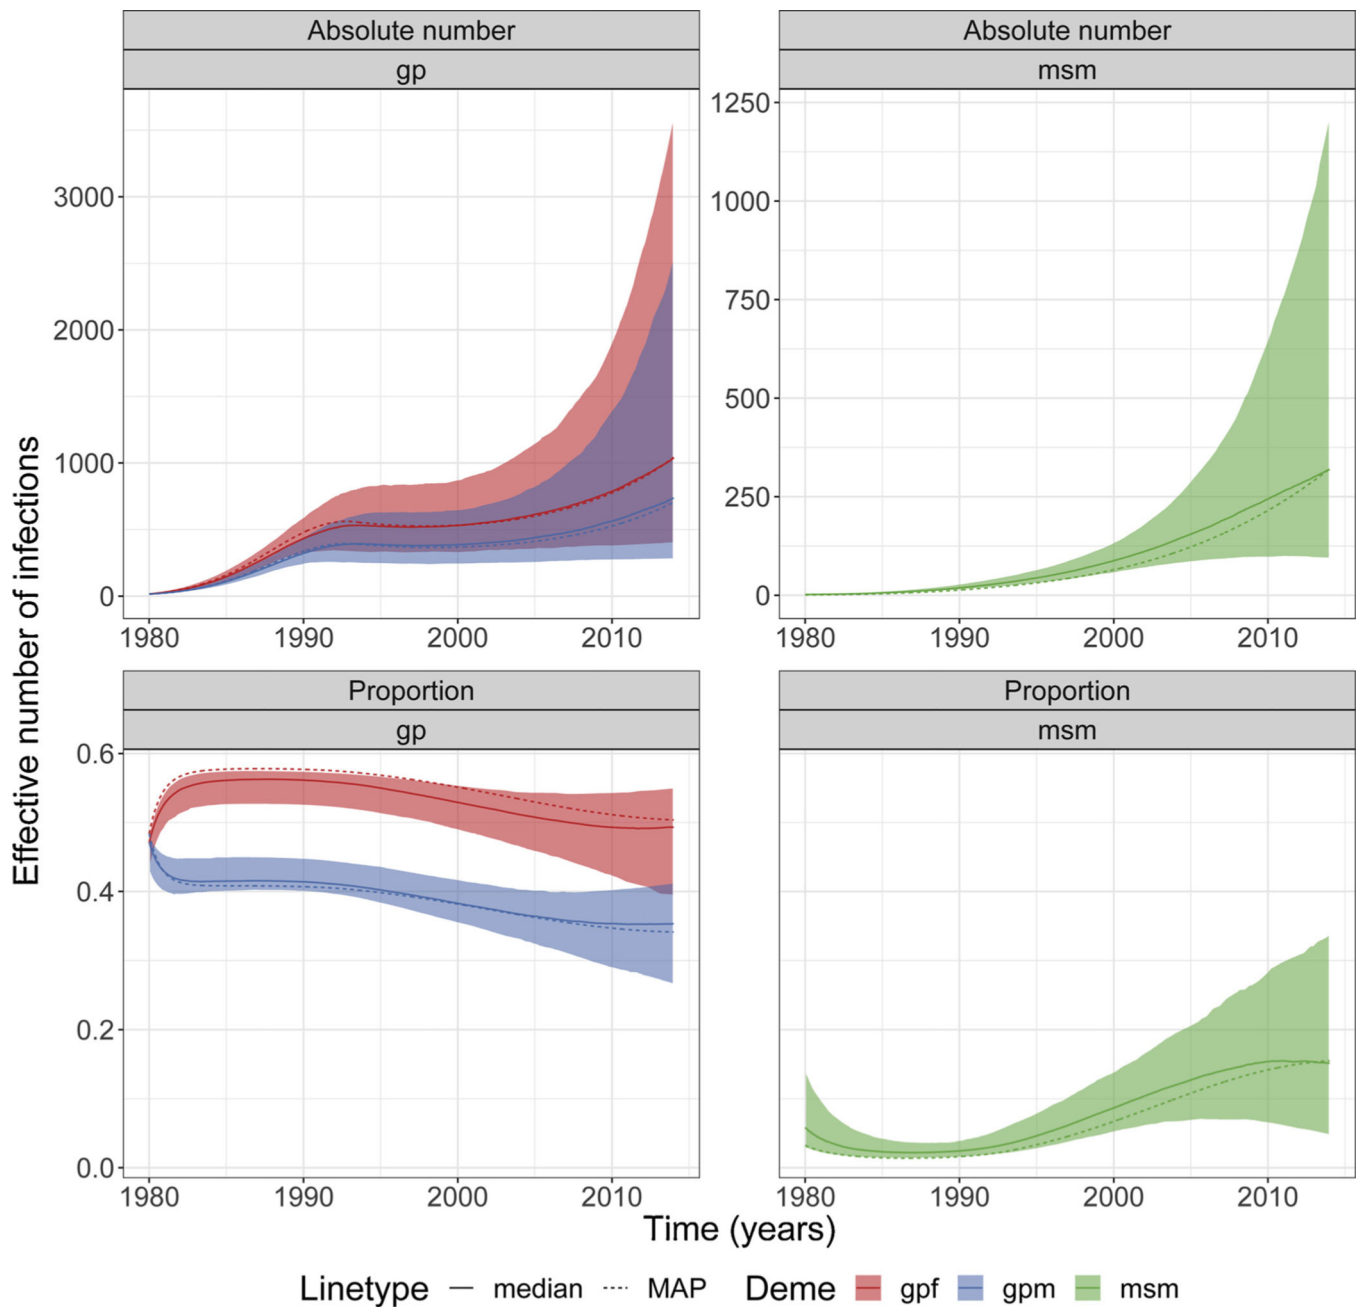 Absolute number
gp
Absolute number
msm
3000
2000
1000
0
1980 1990 2000 2010
1250
1000
750
500
250
0
1980 1990 2000 2010
Effective number of infections
Proportion
gp
Proportion
msm
0.6
0.4
0.2
0.0
1980 1990 2000 2010
1980 1990 2000 2010
Time (years)
Linetype median MAP Deme gpf gpm msm